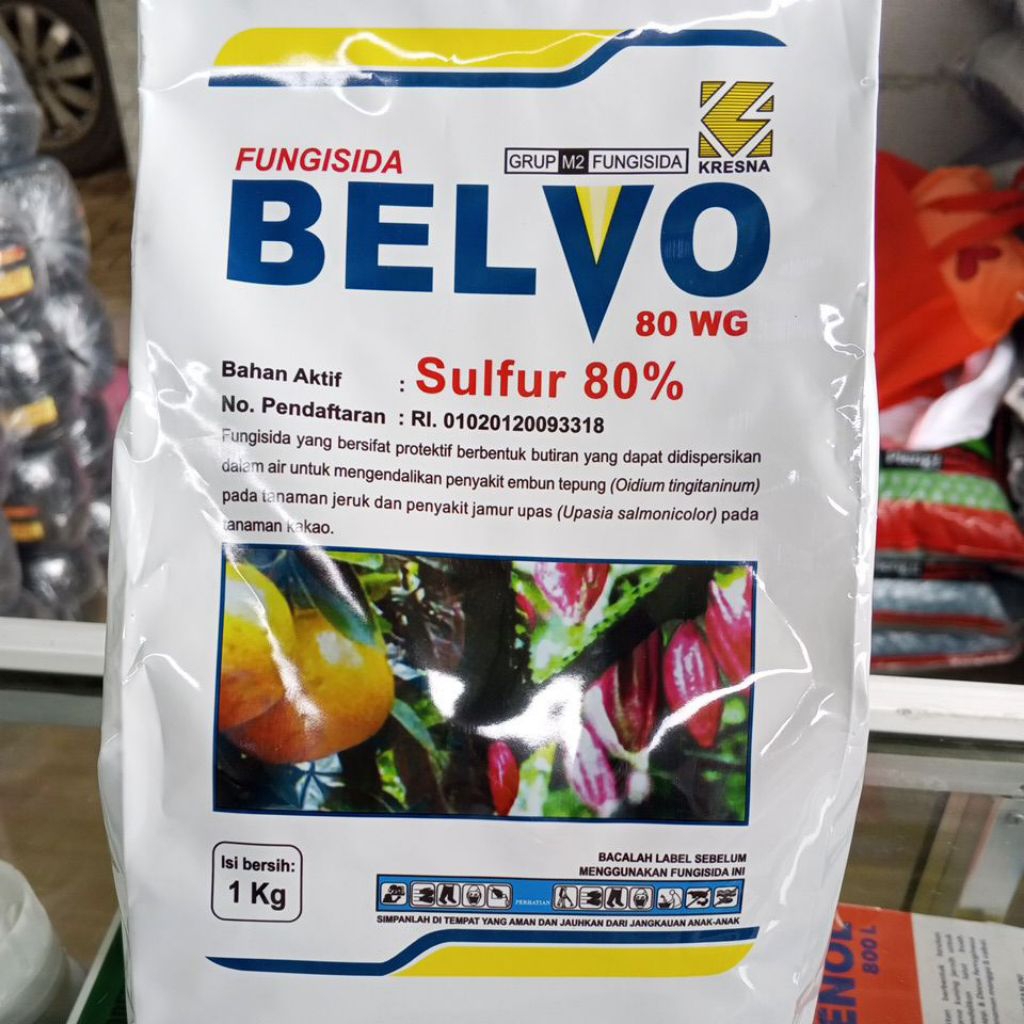 FUNGISIDA
GRUP M2 FUNGISIDA
KRESNA
BELVO
80 WG
Bahan Aktif : Sulfur 80%
No. Pendaftaran : RI. 01020120093318
Fungisida yang bersifat protektif berbentuk butiran yang dapat didispersikan
dalam air untuk mengendalikan penyakit embun tepung (Oidium tingitaninum)
pada tanaman jeruk dan penyakit jamur upas (Upasia salmonicolor) pada
tanaman kakao.
Isi bersih:
1 Kg
BACALAH LABEL SEBELUM
MENGGUNAKAN FUNGISIDA INI
PERHATIAN
SIMPANLAH DI TEMPAT YANG AMAN DAN JAUHKAN DARI JANGKAUAN ANAK-ANAK
ENOL
800 L